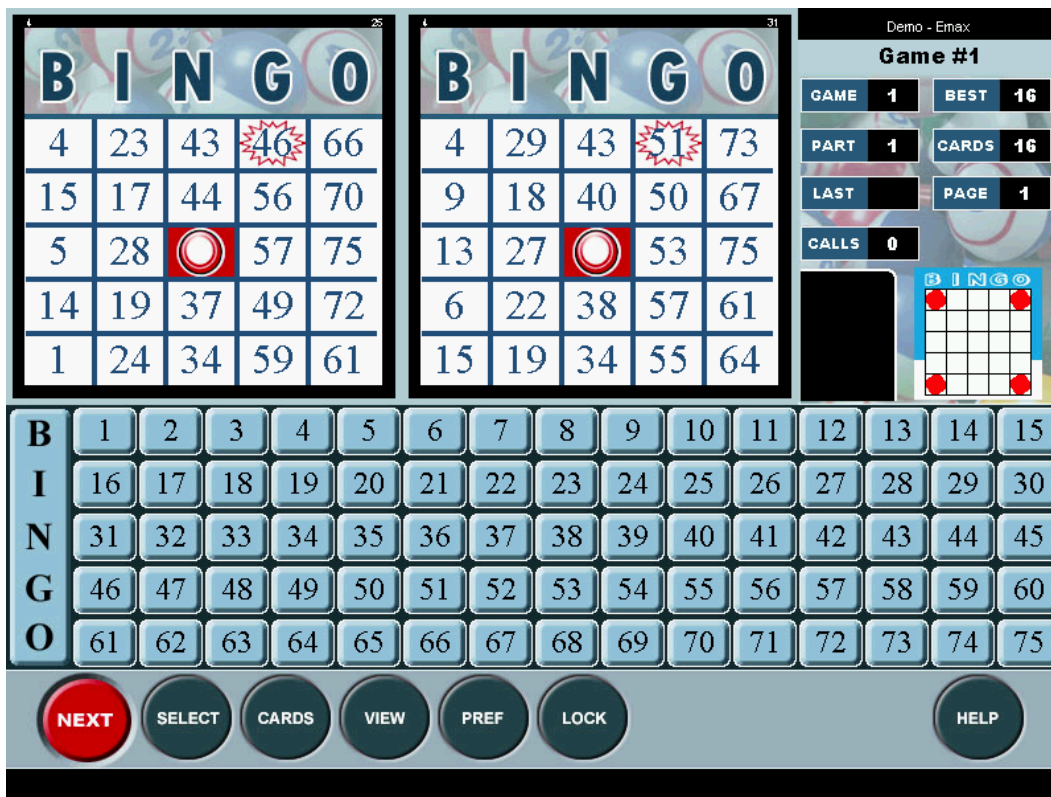 4 25
B I N G O
4 23 43 46 66
15 17 44 56 70
5 28 57 75
14 19 37 49 72
1 24 34 59 61
4 31
B I N G O
4 29 43 51 73
9 18 40 50 67
13 27 53 75
6 22 38 57 61
15 19 34 55 64
Demo - Emax
Game #1
GAME 1 BEST 16
PART 1 CARDS 16
LAST PAGE 1
CALLS 0
BINGO
B 1 2 3 4 5 6 7 8 9 10 11 12 13 14 15
I 16 17 18 19 20 21 22 23 24 25 26 27 28 29 30
N 31 32 33 34 35 36 37 38 39 40 41 42 43 44 45
G 46 47 48 49 50 51 52 53 54 55 56 57 58 59 60
O 61 62 63 64 65 66 67 68 69 70 71 72 73 74 75
NEXT SELECT CARDS VIEW PREF LOCK HELP